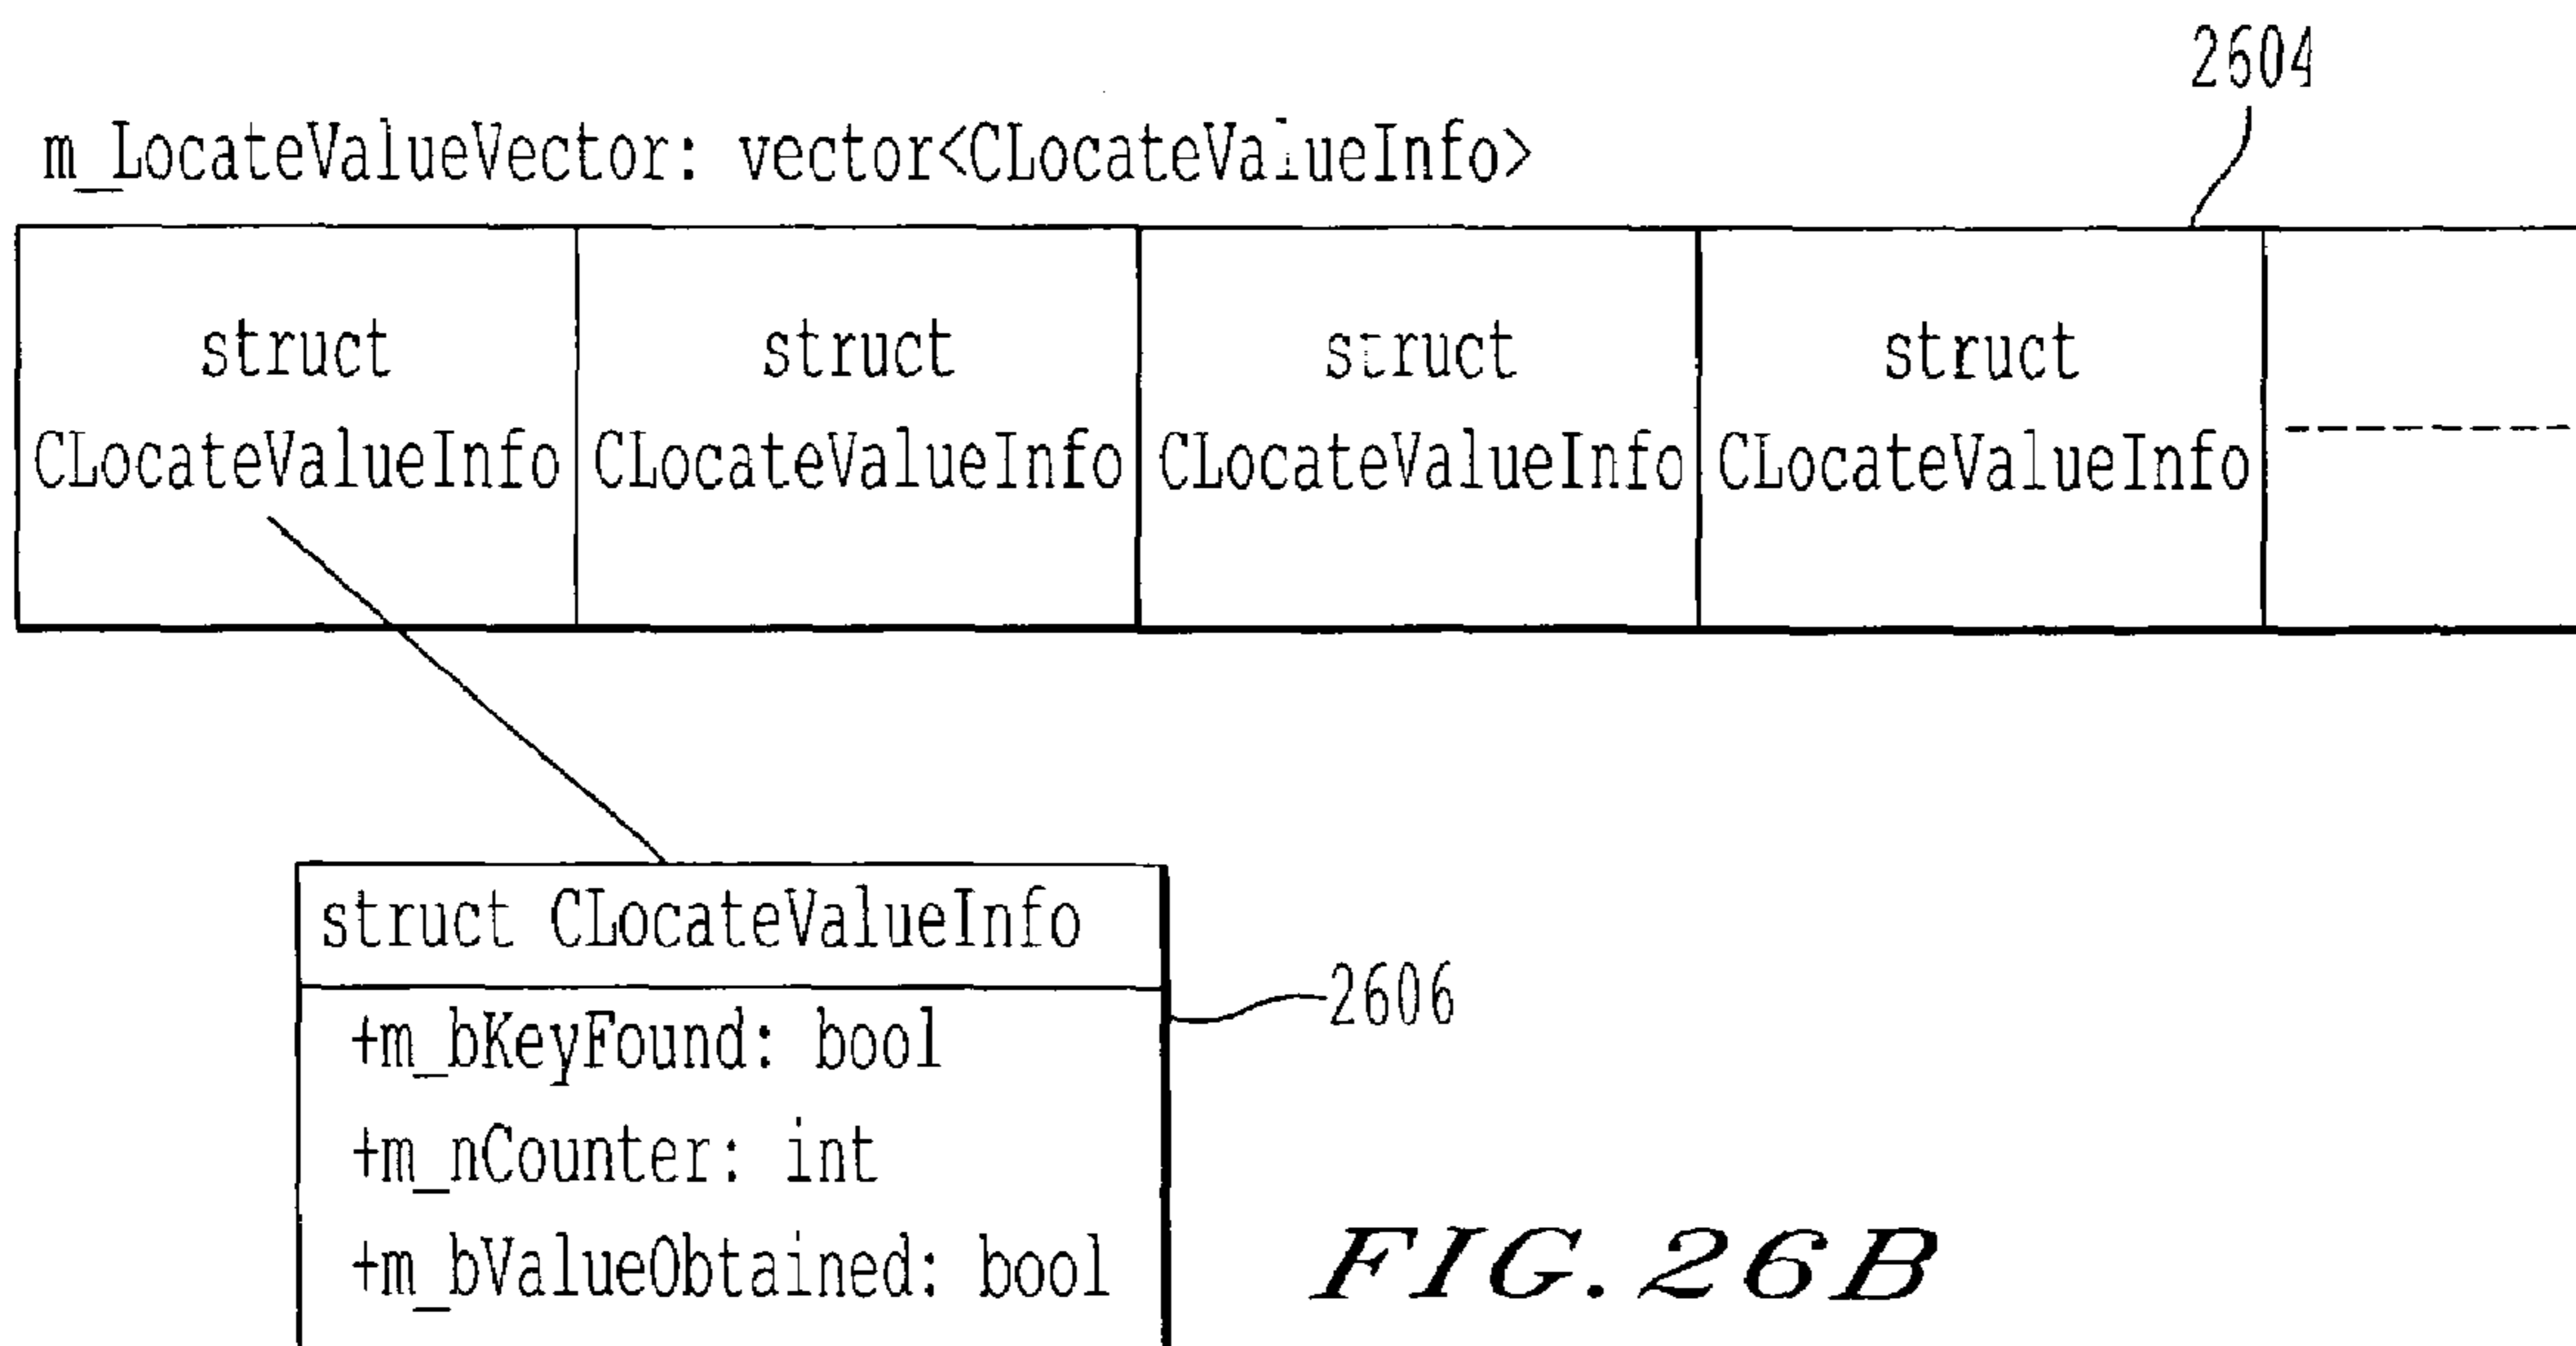 2604
m_LocateValueVector: vector<CLocateValueInfo>
struct
CLocateValueInfo
struct
CLocateValueInfo
struct
CLocateValueInfo
struct
CLocateValueInfo
struct CLocateValueInfo
2606
+m_bKeyFound: bool
+m_nCounter: int
+m_bValueObtained: bool
FIG. 26B